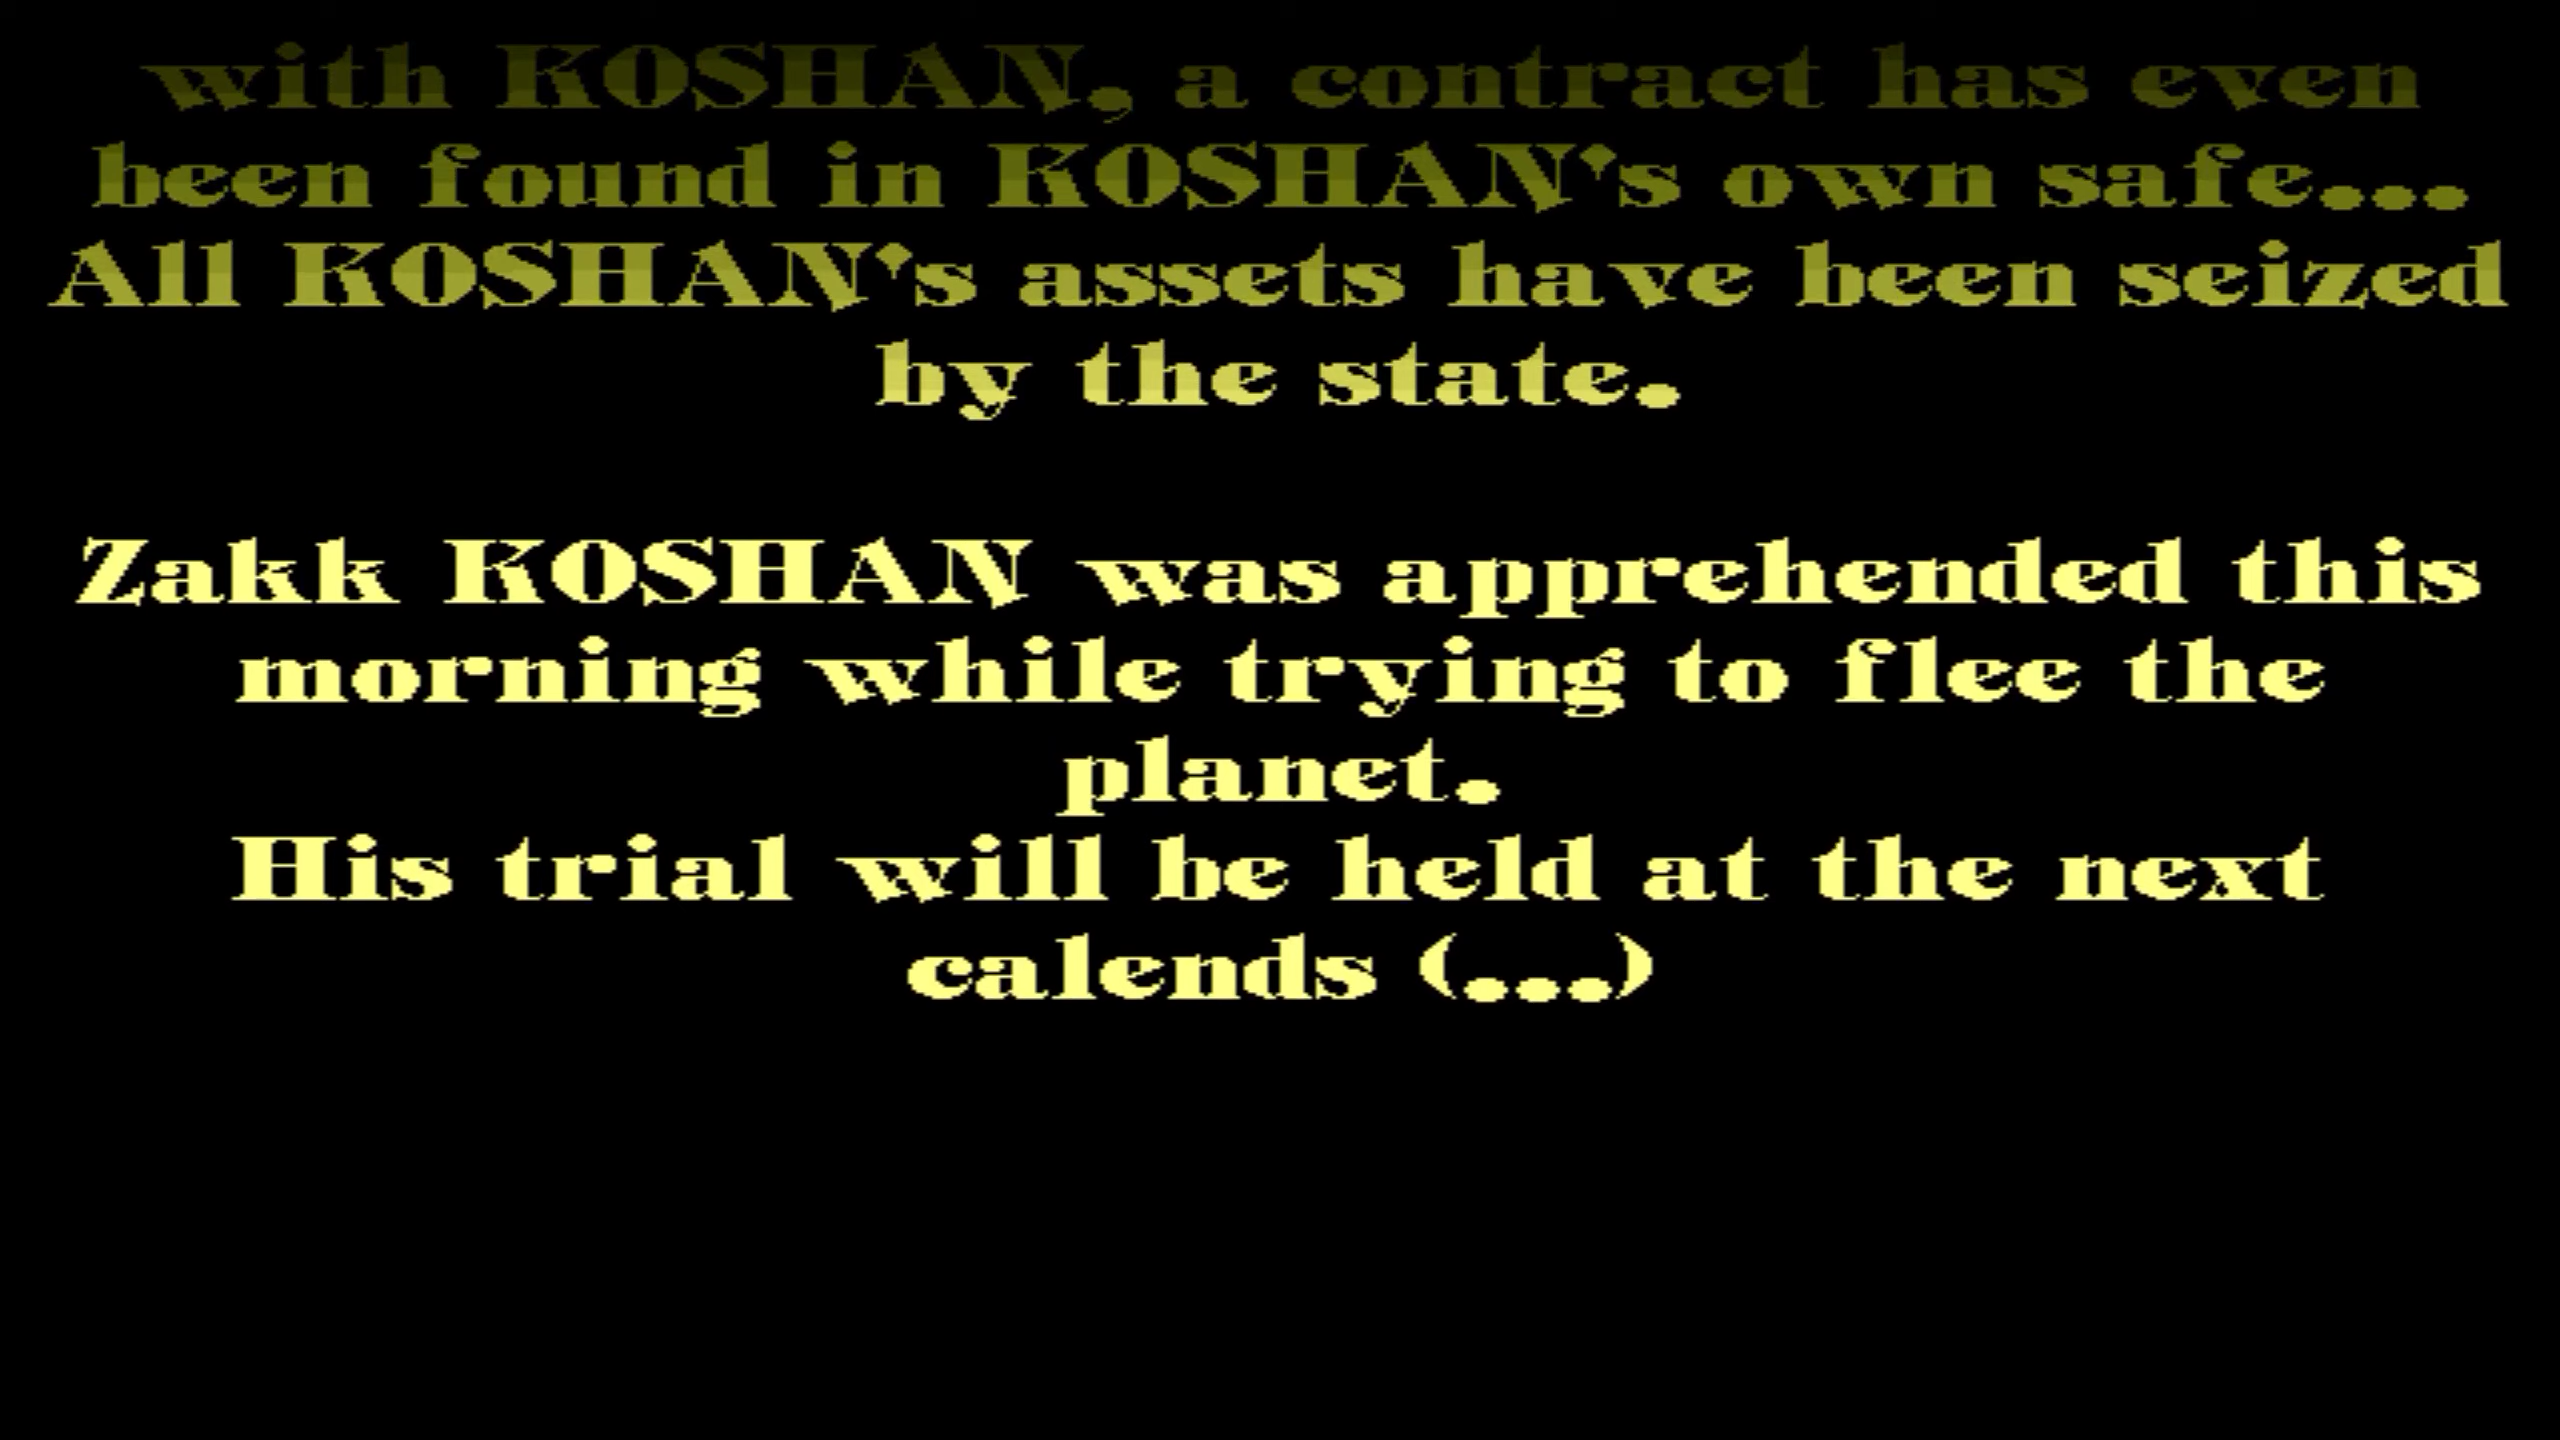 with KOSHAN, a contract has even
been found in KOSHAN's own safe...
All KOSHAN's assets have been seized
by the state.
Zakk KOSHAN was apprehended this
morning while trying to flee the
planet.
His trial will be held at the next
calends (...)